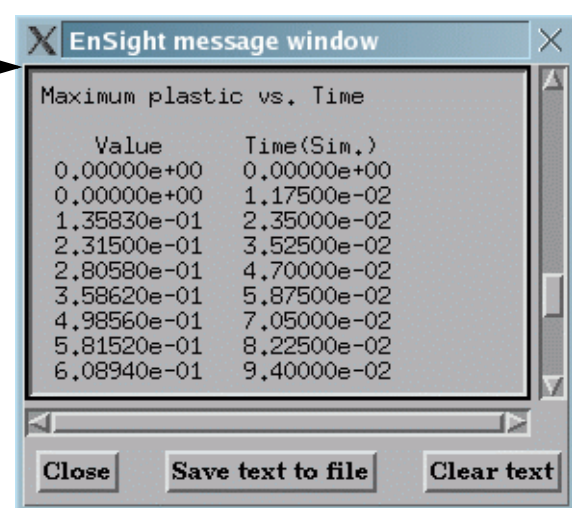 EnSight message window
Maximum plastic vs. Time
Value Time(Sim.)
0.00000e+00 0.00000e+00
0.00000e+00 1.17500e-02
1.35830e-01 2.35000e-02
2.31500e-01 3.52500e-02
2.80580e-01 4.70000e-02
3.58620e-01 5.87500e-02
4.98560e-01 7.05000e-02
5.81520e-01 8.22500e-02
6.08940e-01 9.40000e-02
Close Save text to file Clear text